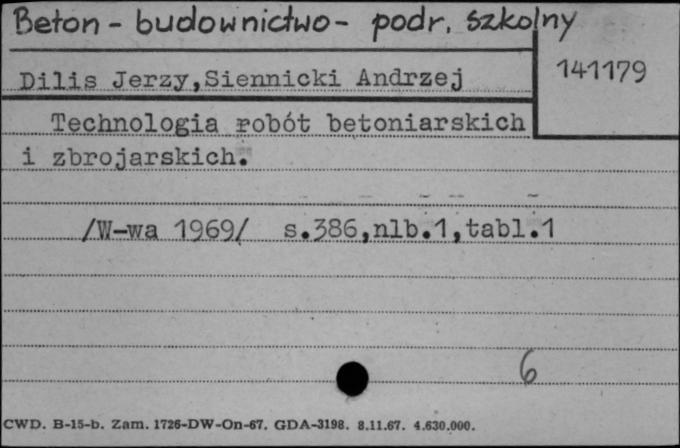 Beton - budownictwo - podr. szkolny
Dilis Jerzy,Siennicki Andrzej
141179
Technologia robót betoniarskich
i zbrojarskich.
/W-wa 1969/ s.386,nlb.1,tabl.1
6
CWD. B-15-b. Zam. 1726-DW-On-67. GDA-3198. 8.11.67. 4.630.000.